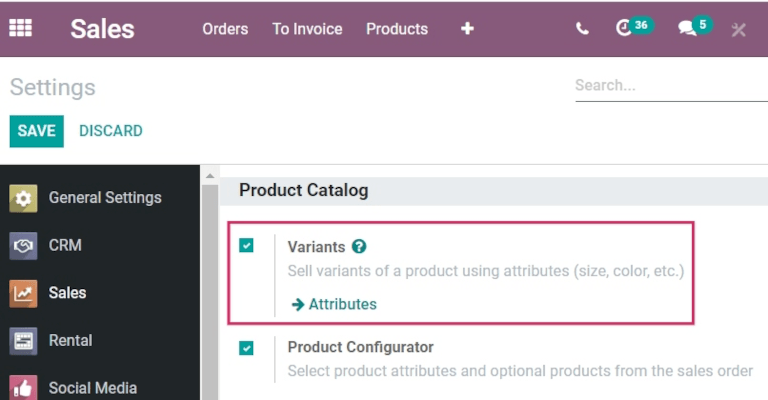 Sales Orders To Invoice Products 36 5
Settings
Search...
SAVE DISCARD
Product Catalog
General Settings
CRM
Sales
Rental
Social Media
Variants ?
Sell variants of a product using attributes (size, color, etc.)
Attributes
Product Configurator
Select product attributes and optional products from the sales order